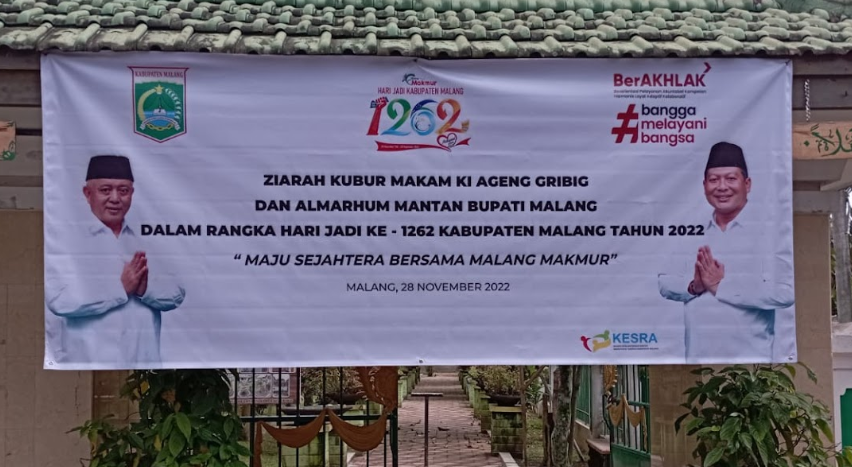 KABUPATEN MALANG
Makmur
HARI JADI KABUPATEN MALANG
1262
BerAKHLAK
#bangga
melayani
bangsa
ZIARAH KUBUR MAKAM KI AGENG GRIBIG
DAN ALMARHUM MANTAN BUPATI MALANG
DALAM RANGKA HARI JADI KE - 1262 KABUPATEN MALANG TAHUN 2022
“ MAJU SEJAHTERA BERSAMA MALANG MAKMUR”
MALANG, 28 NOVEMBER 2022
KESRA